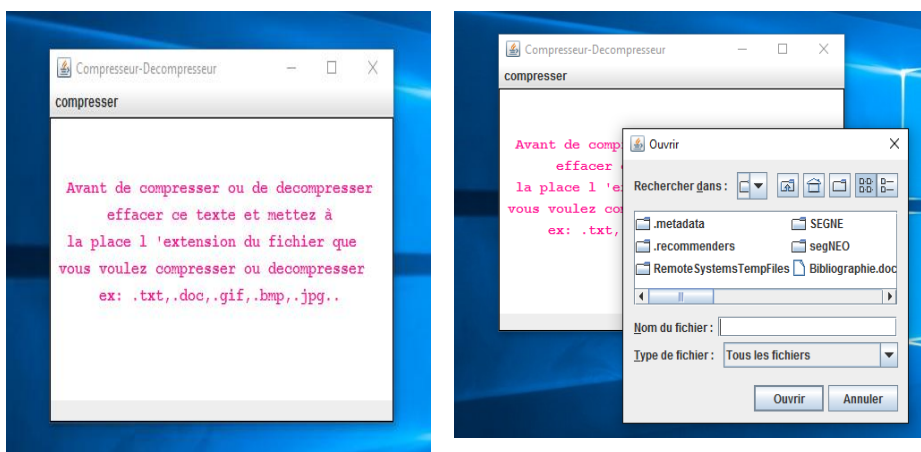 Compresseur-Decompresseur
compresser
Avant de compresser ou de decompresser
effacer ce texte et mettez à
la place l 'extension du fichier que
vous voulez compresser ou decompresser
ex: .txt,.doc,.gif,.bmp,.jpg..
Compresseur-Decompresseur
compresser
Avant de comp
effacer
la place l 'e
vous voulez co
ex: .txt,
Ouvrir
Rechercher dans :
.metadata
SEGNE
.recommenders
segNEO
RemoteSystemsTempFiles
Bibliographie.doc
Nom du fichier :
Type de fichier : Tous les fichiers
Ouvrir
Annuler